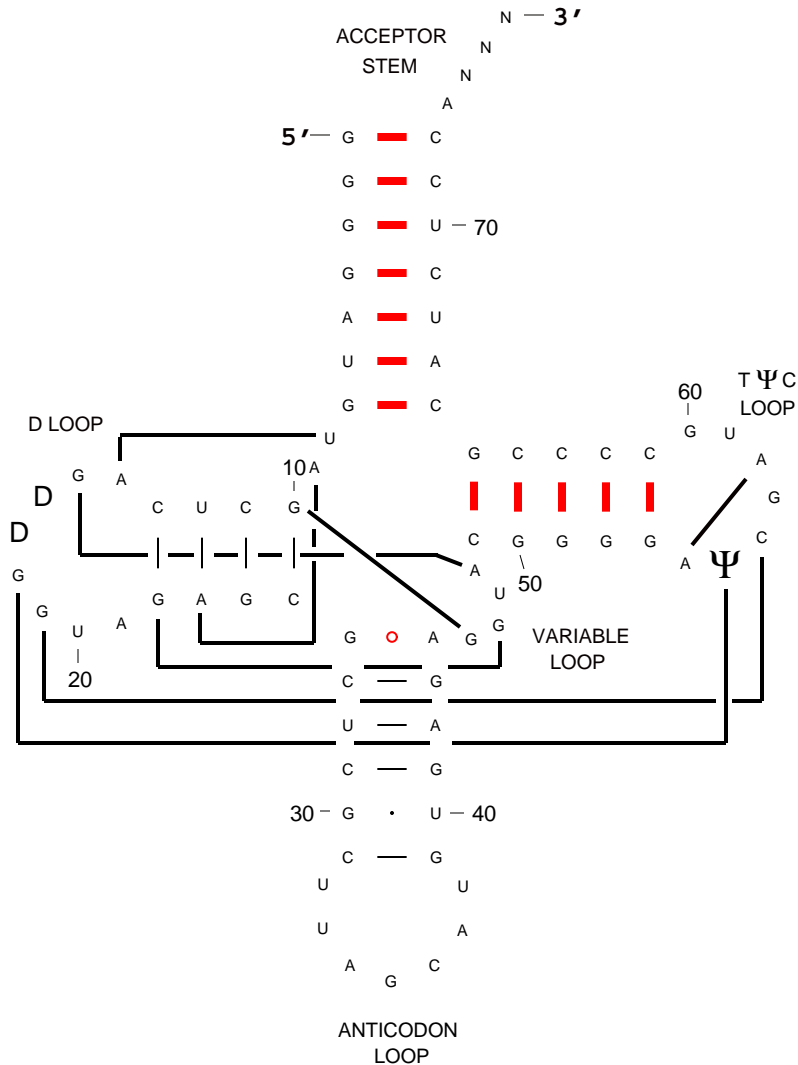 N 3′
ACCEPTOR N
STEM N
A
5′ G C
G C
G U 70
G C
A U
U A
G C
T Ψ C
60 LOOP
D LOOP U G U
G A 10 A G C C C C A
D C U C G G
D C G G G G A Ψ C
G G A G C A 50
G A U
U G A G G VARIABLE
20 LOOP
C G
U A
C G
30 G U 40
C G
U U
U A
A C
G
ANTICODON
LOOP